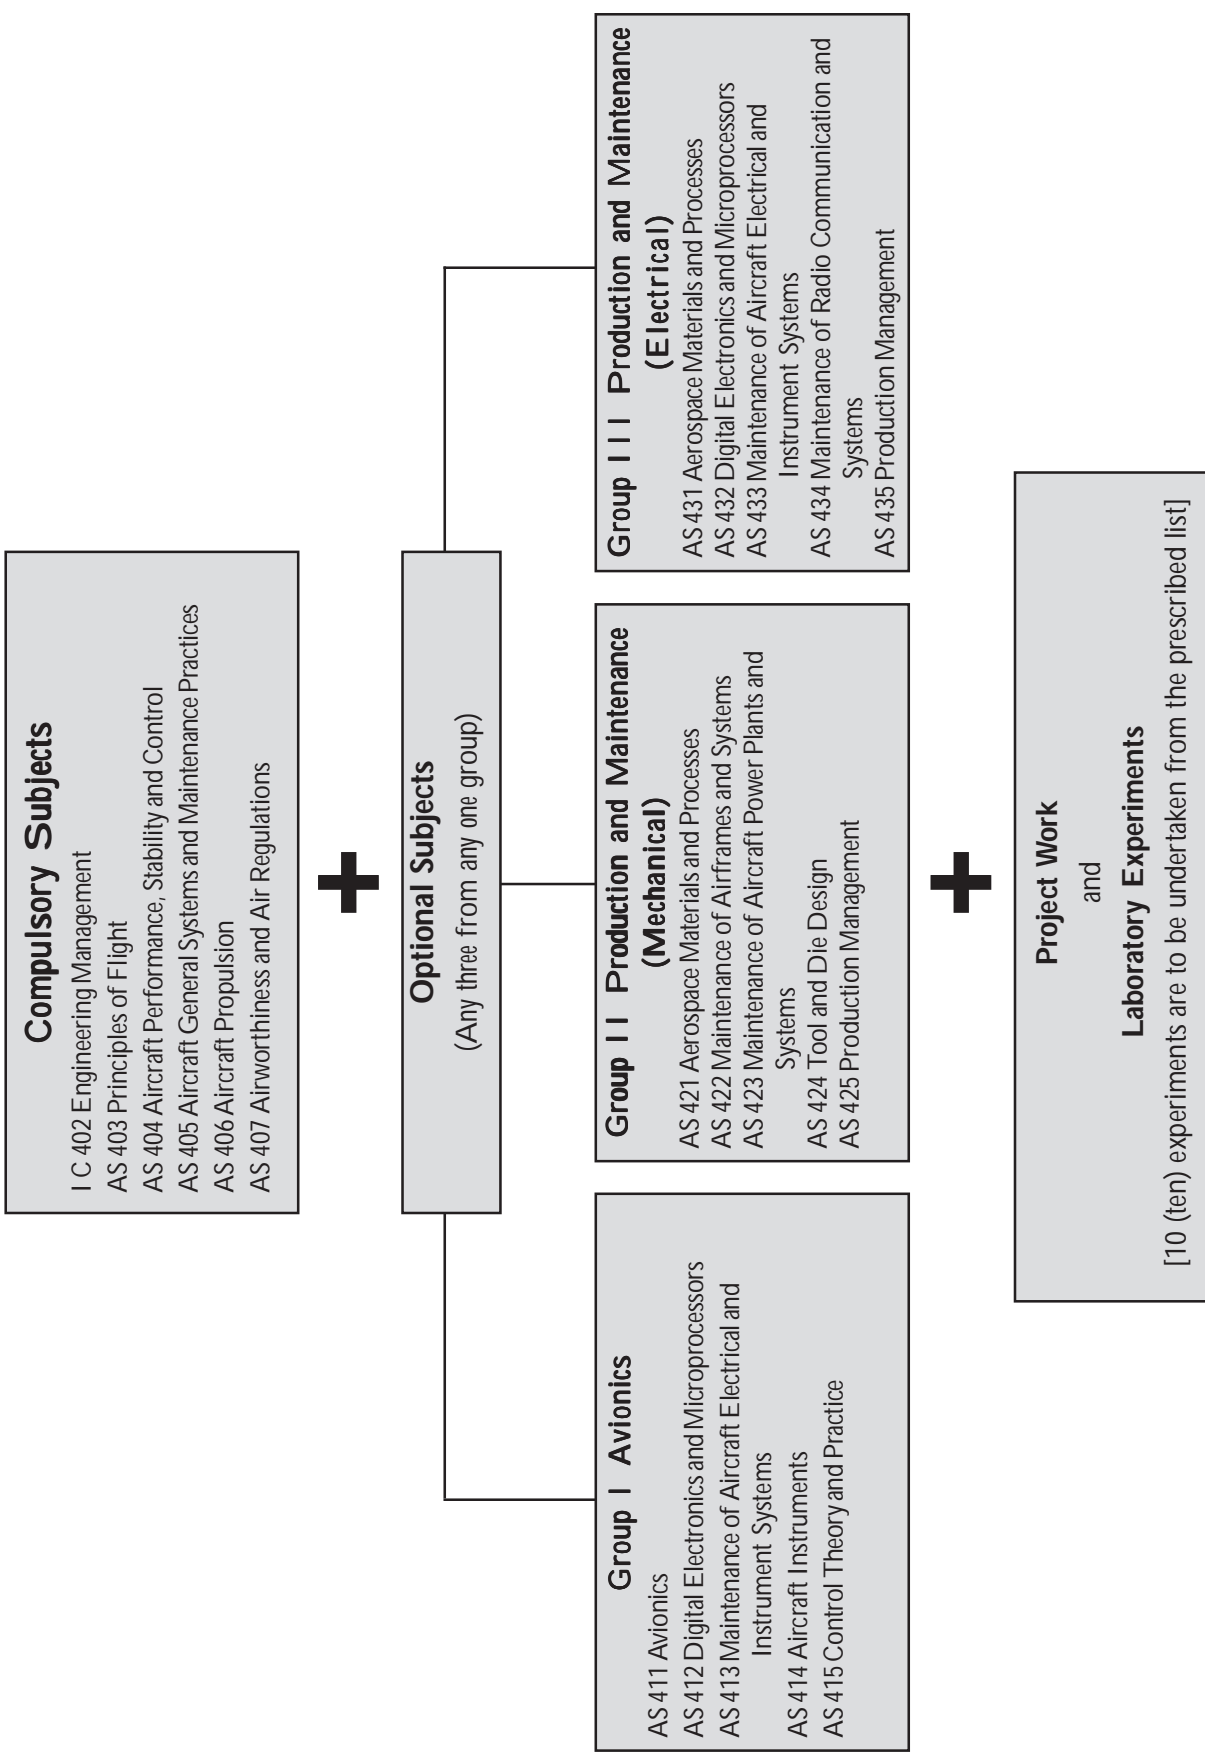 Compulsory Subjects
I C 402 Engineering Management
AS 403 Principles of Flight
AS 404 Aircraft Performance, Stability and Control
AS 405 Aircraft General Systems and Maintenance Practices
AS 406 Aircraft Propulsion
AS 407 Airworthiness and Air Regulations
+
Optional Subjects
(Any three from any one group)
Group I Avionics
AS 411 Avionics
AS 412 Digital Electronics and Microprocessors
AS 413 Maintenance of Aircraft Electrical and
Instrument Systems
AS 414 Aircraft Instruments
AS 415 Control Theory and Practice
Group II Production and Maintenance
(Mechanical)
AS 421 Aerospace Materials and Processes
AS 422 Maintenance of Airframes and Systems
AS 423 Maintenance of Aircraft Power Plants and
Systems
AS 424 Tool and Die Design
AS 425 Production Management
Group III Production and Maintenance
(Electrical)
AS 431 Aerospace Materials and Processes
AS 432 Digital Electronics and Microprocessors
AS 433 Maintenance of Aircraft Electrical and
Instrument Systems
AS 434 Maintenance of Radio Communication and
Systems
AS 435 Production Management
+
Project Work
and
Laboratory Experiments
[10 (ten) experiments are to be undertaken from the prescribed list]